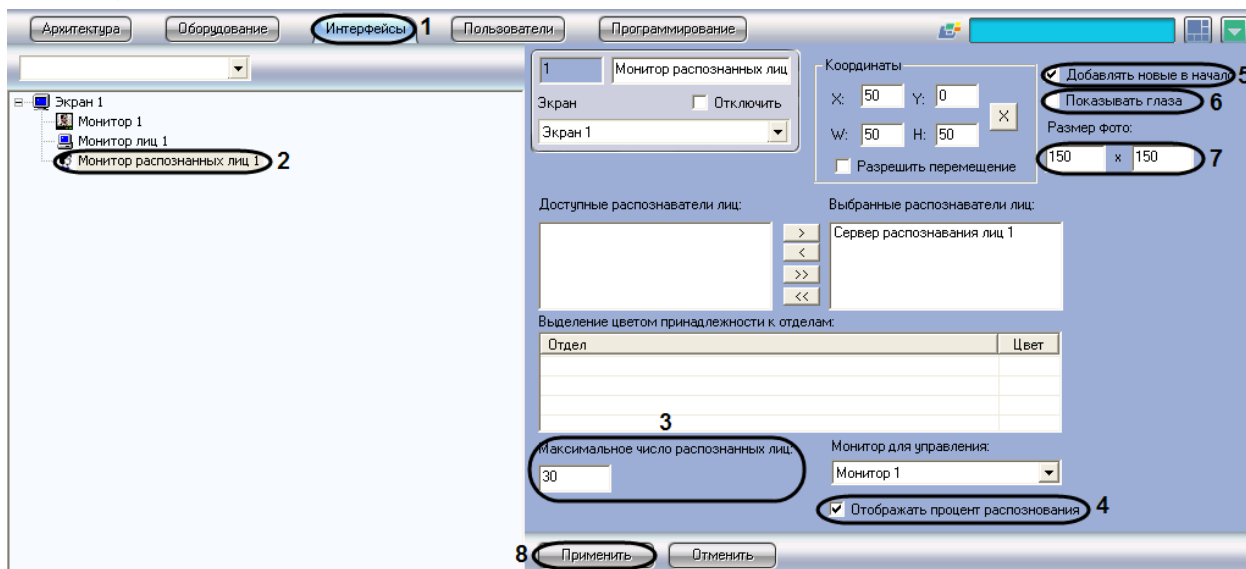 Архитектура Оборудование Интерфейсы 1 Пользователи Программирование
Экран 1
Монитор 1
Монитор лиц 1
Монитор распознанных лиц 1 2
1 Монитор распознанных лиц
Экран Отключить
Экран 1
Координаты
X: 50 Y: 0
X
W: 50 H: 50
Разрешить перемещение
Добавлять новые в начало 5
Показывать глаза 6
Размер фото:
150 x 150 7
Доступные распознаватели лиц: Выбранные распознаватели лиц:
Сервер распознавания лиц 1
>
<
>>
<<
Выделение цветом принадлежности к отделам:
Отдел Цвет
3
Максимальное число распознанных лиц:
30
Монитор для управления:
Монитор 1
Отображать процент распознования 4
8 Применить Отменить